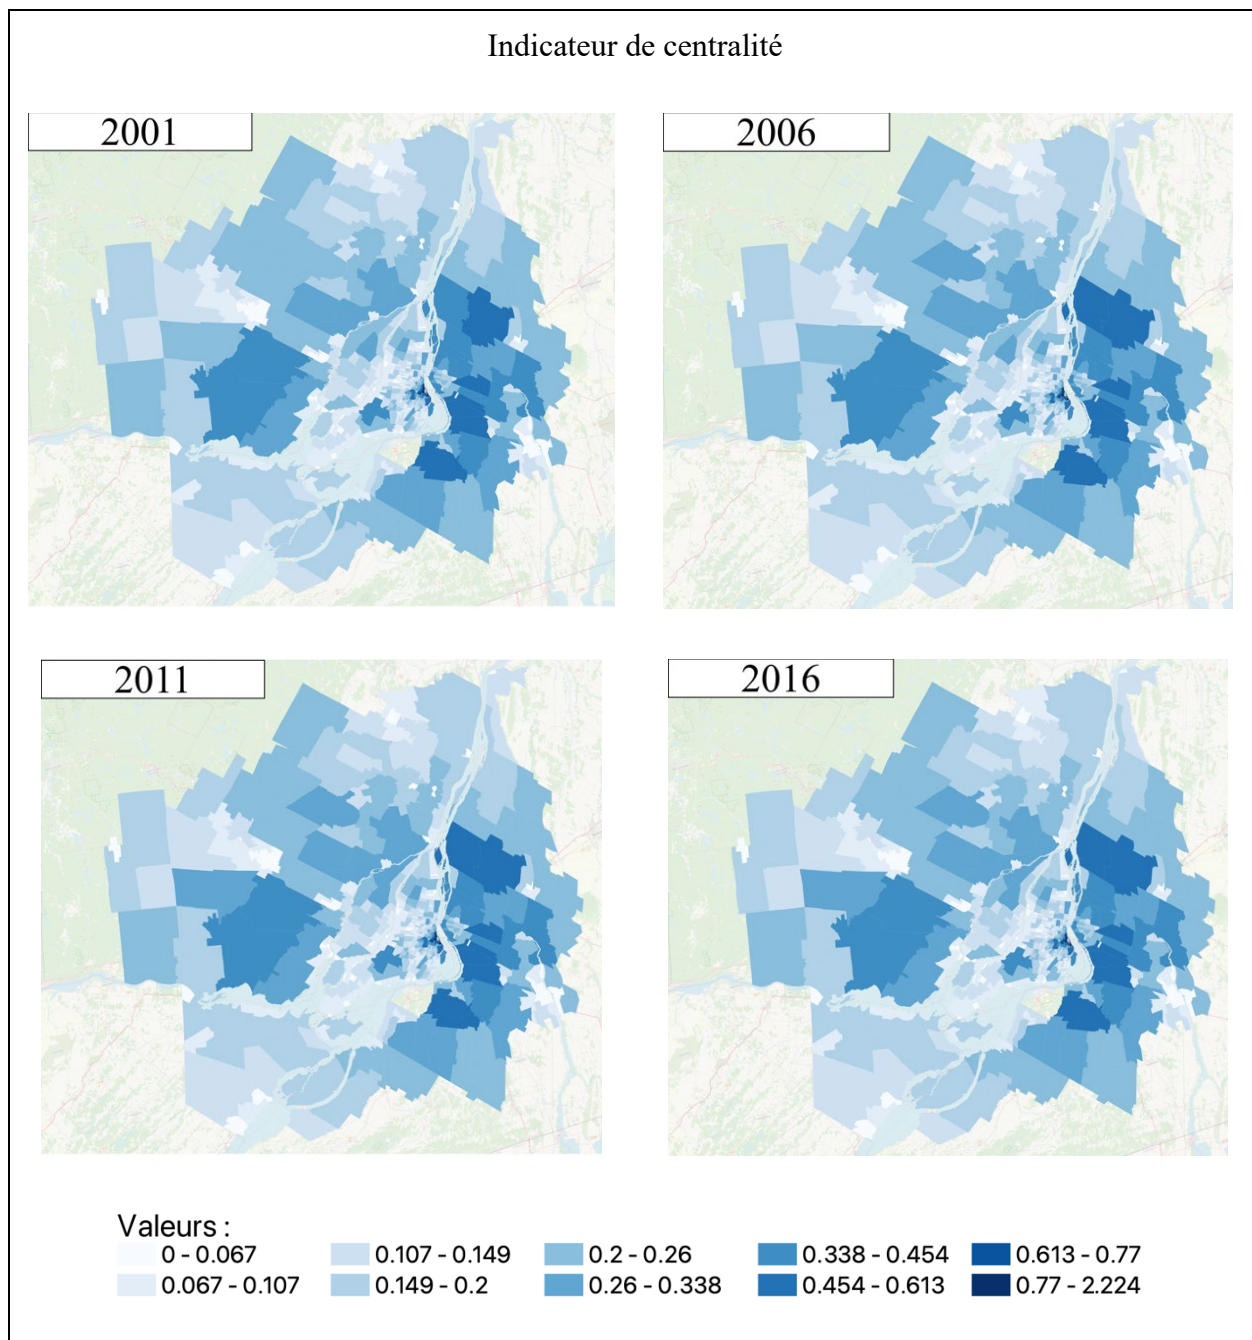 Indicateur de centralité
2001
2006
2011
2016
Valeurs :
0 - 0.067
0.107 - 0.149
0.2 - 0.26
0.338 - 0.454
0.613 - 0.77
0.067 - 0.107
0.149 - 0.2
0.26 - 0.338
0.454 - 0.613
0.77 - 2.224